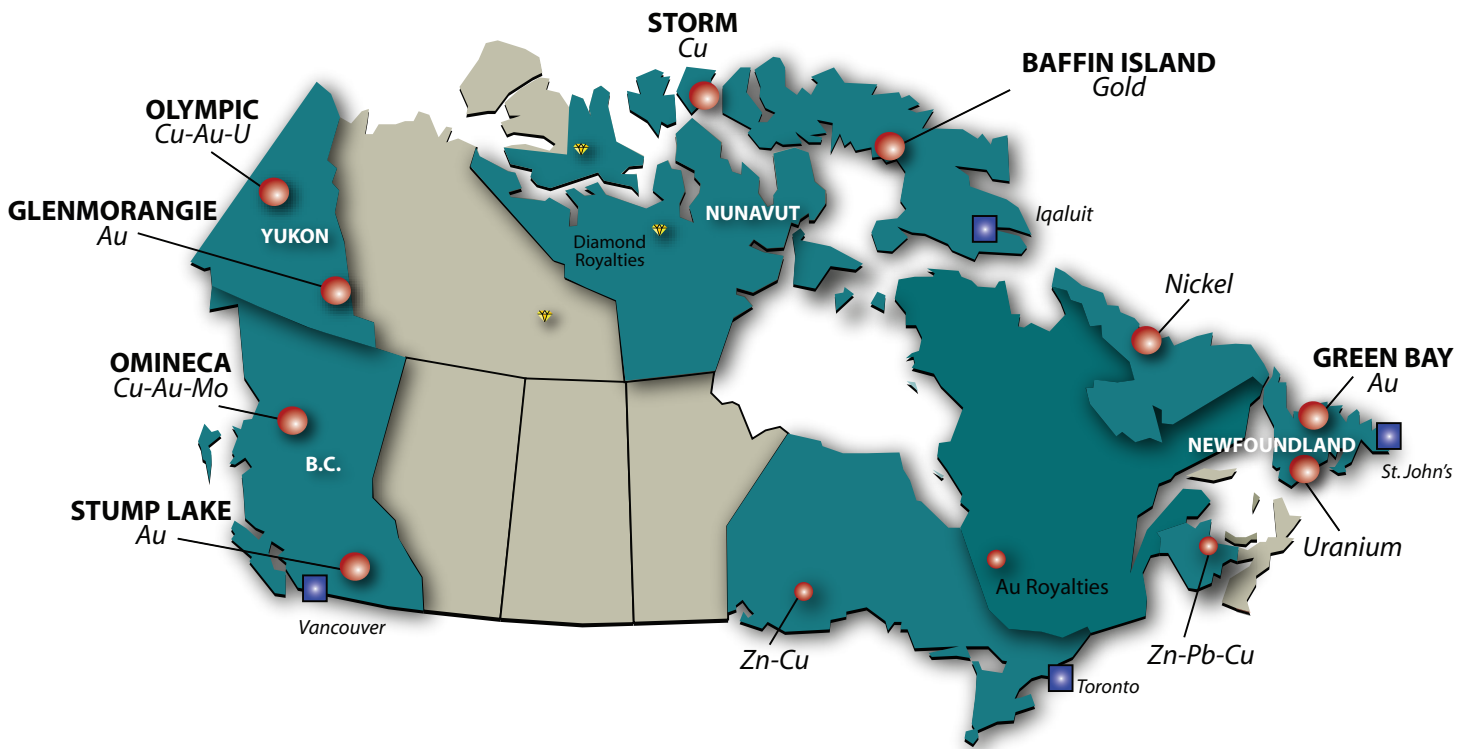 STORM
Cu
BAFFIN ISLAND
Gold
OLYMPIC
Cu-Au-U
GLENMORANGIE
Au
YUKON
NUNAVUT
Iqaluit
Diamond
Royalties
Nickel
OMINECA
Cu-Au-Mo
GREEN BAY
Au
B.C.
NEWFOUNDLAND
St. John's
STUMP LAKE
Au
Uranium
Au Royalties
Vancouver
Zn-Cu
Zn-Pb-Cu
Toronto